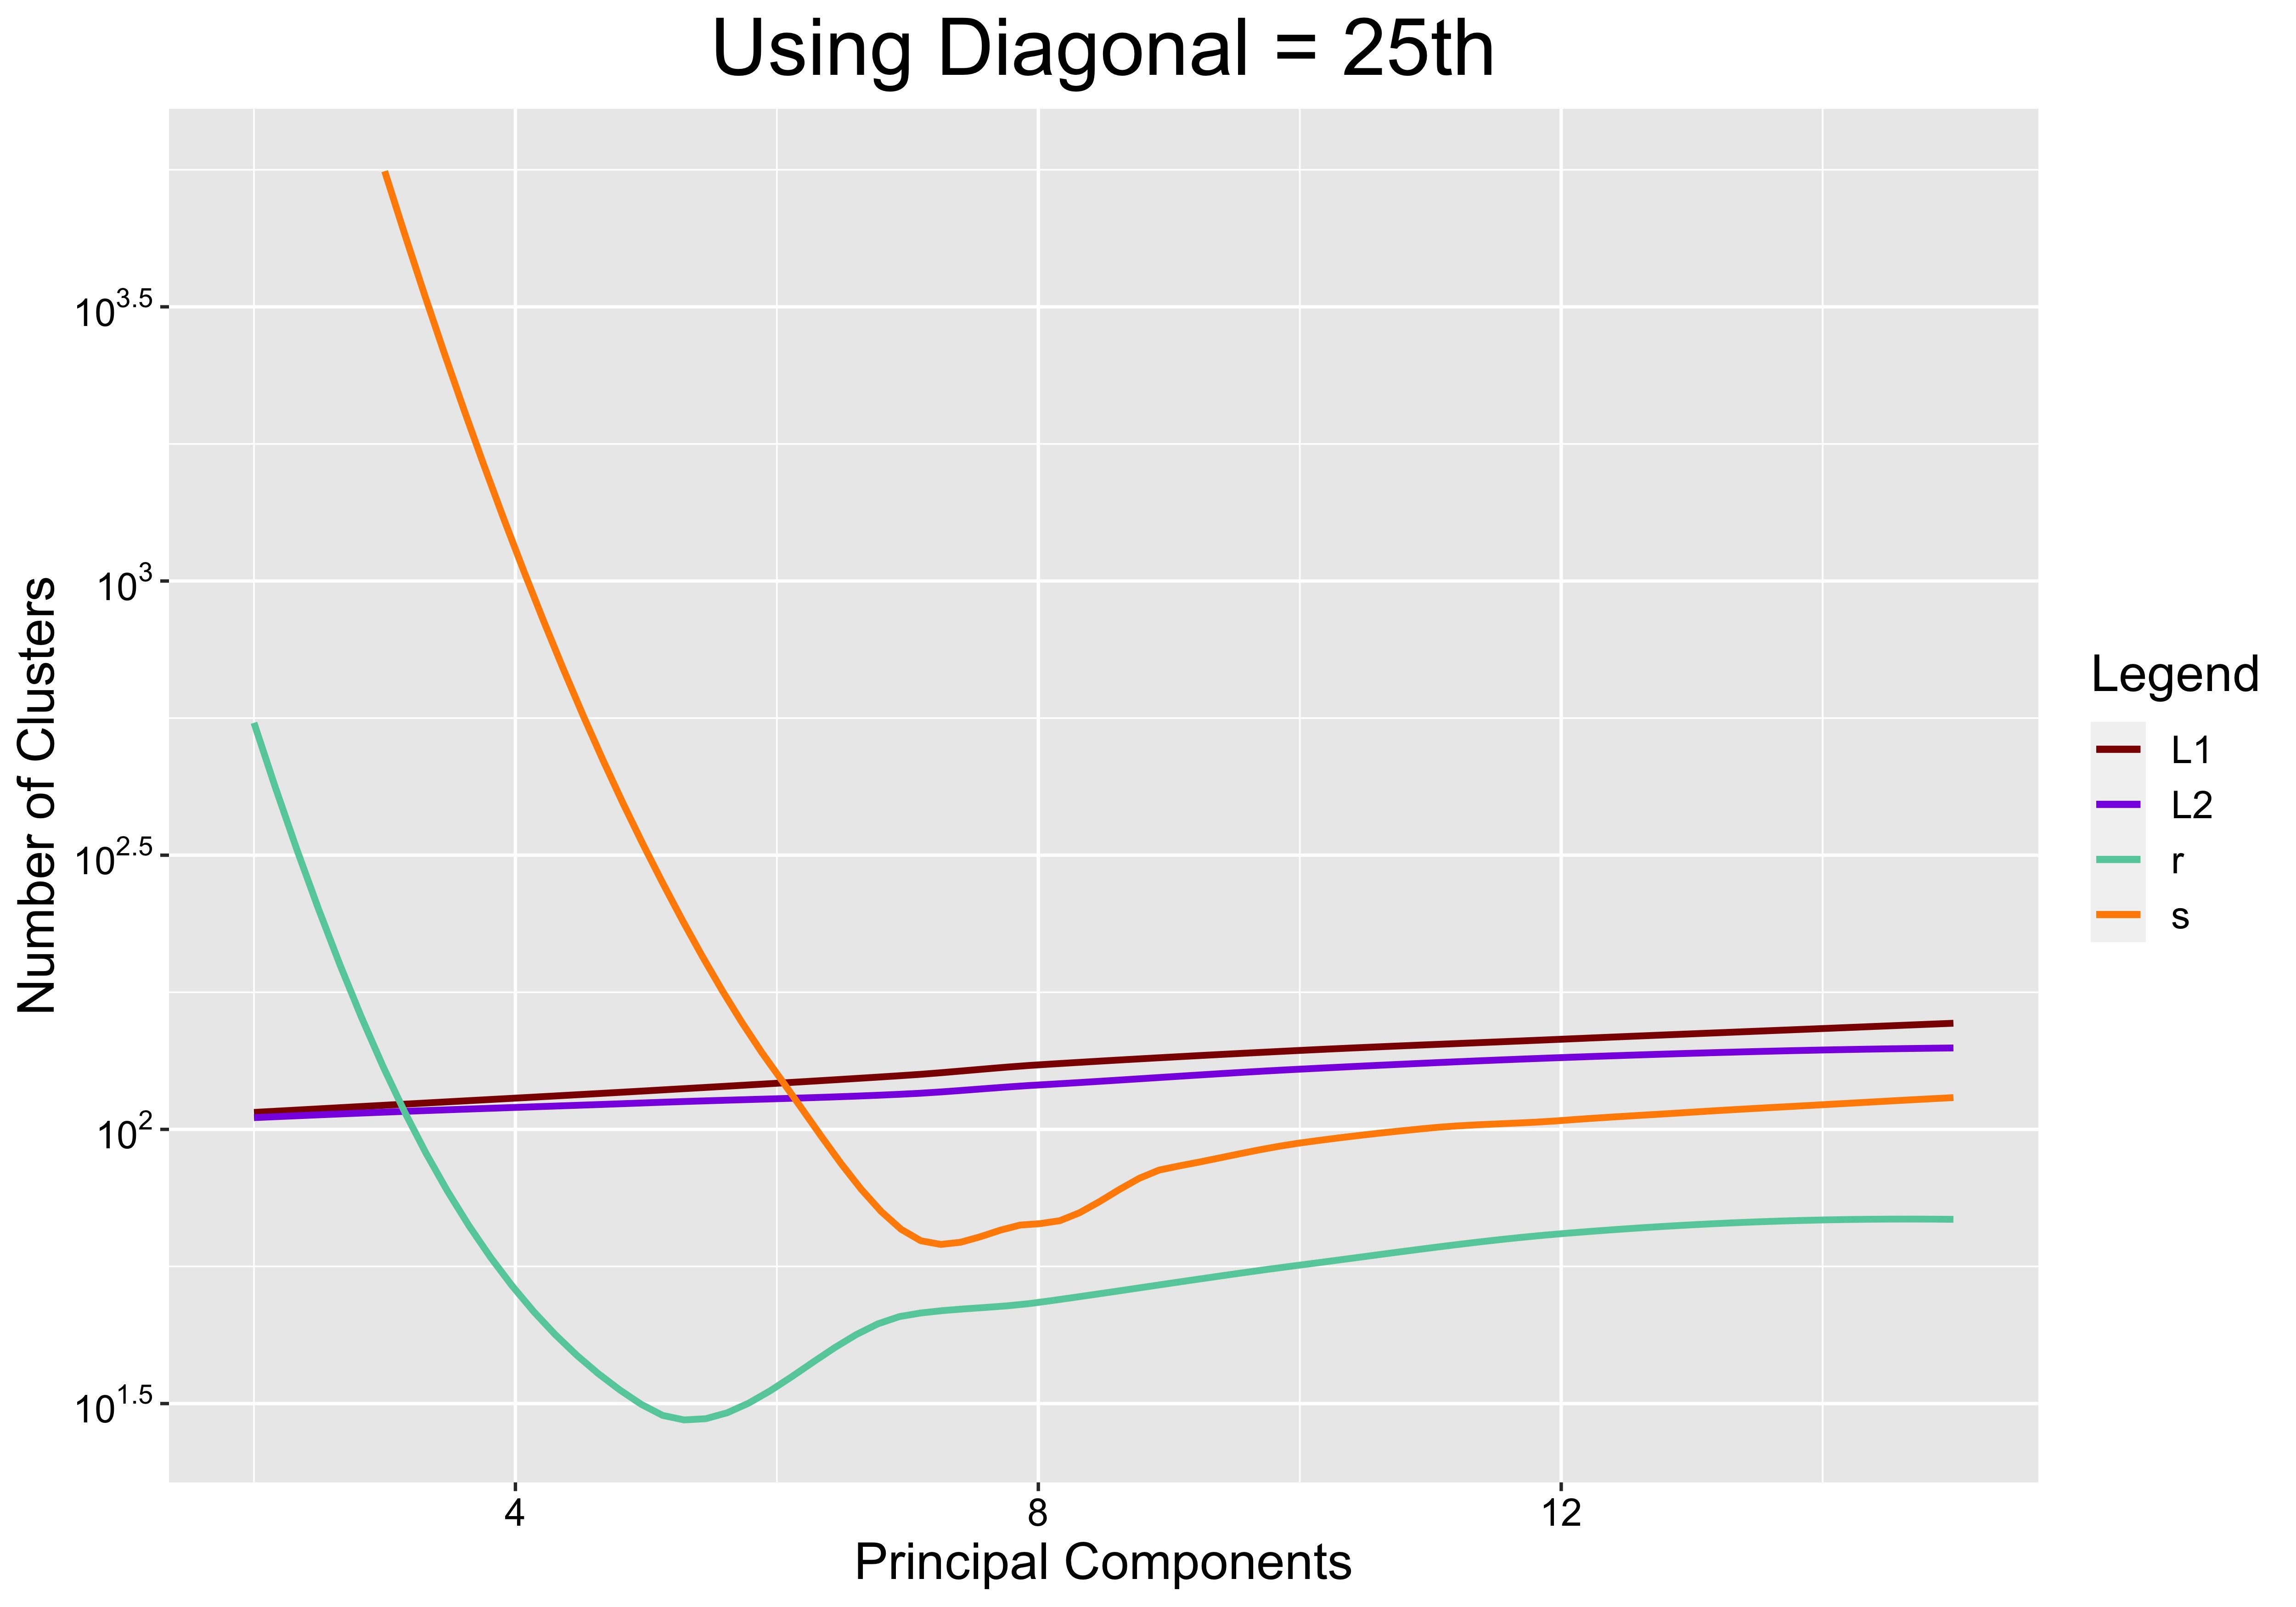 Using Diagonal = 25th
Number of Clusters
10^3.5
10^3
10^2.5
10^2
10^1.5
4 8 12
Principal Components
Legend
L1
L2
r
s